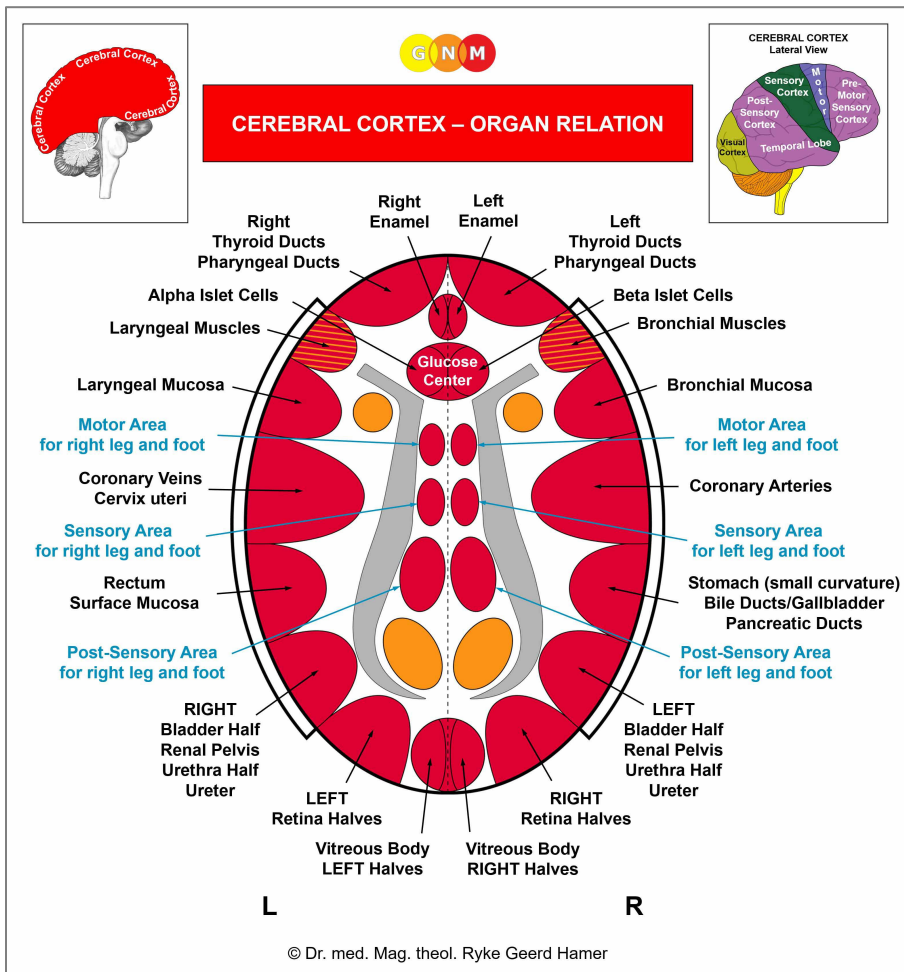 Cerebral Cortex
Cerebral Cortex
Cortex
Cerebral
G N M
CEREBRAL CORTEX – ORGAN RELATION
CEREBRAL CORTEX
Lateral View
Sensory
Cortex
Motor
Pre-
Motor
Sensory
Cortex
Post-
Sensory
Cortex
Visual
Cortex
Temporal Lobe
Right
Thyroid Ducts
Pharyngeal Ducts
Right
Enamel
Left
Enamel
Left
Thyroid Ducts
Pharyngeal Ducts
Alpha Islet Cells
Beta Islet Cells
Laryngeal Muscles
Bronchial Muscles
Glucose
Center
Laryngeal Mucosa
Bronchial Mucosa
Motor Area
for right leg and foot
Motor Area
for left leg and foot
Coronary Veins
Cervix uteri
Coronary Arteries
Sensory Area
for right leg and foot
Sensory Area
for left leg and foot
Rectum
Surface Mucosa
Stomach (small curvature)
Bile Ducts/Gallbladder
Pancreatic Ducts
Post-Sensory Area
for right leg and foot
Post-Sensory Area
for left leg and foot
RIGHT
Bladder Half
Renal Pelvis
Urethra Half
Ureter
LEFT
Bladder Half
Renal Pelvis
Urethra Half
Ureter
LEFT
Retina Halves
RIGHT
Retina Halves
Vitreous Body
LEFT Halves
Vitreous Body
RIGHT Halves
L
R
© Dr. med. Mag. theol. Ryke Geerd Hamer